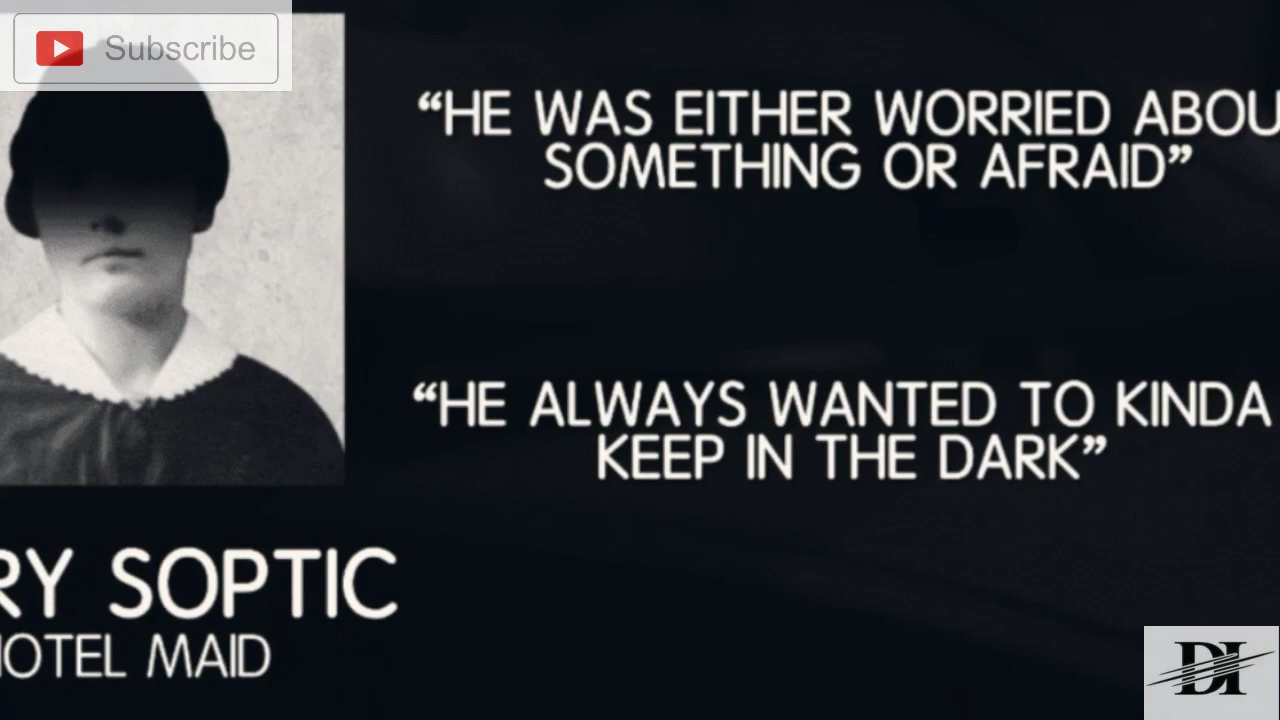 Subscribe
“HE WAS EITHER WORRIED ABOU
SOMETHING OR AFRAID”
“HE ALWAYS WANTED TO KINDA
KEEP IN THE DARK”
RY SOPTIC
HOTEL MAID
DI